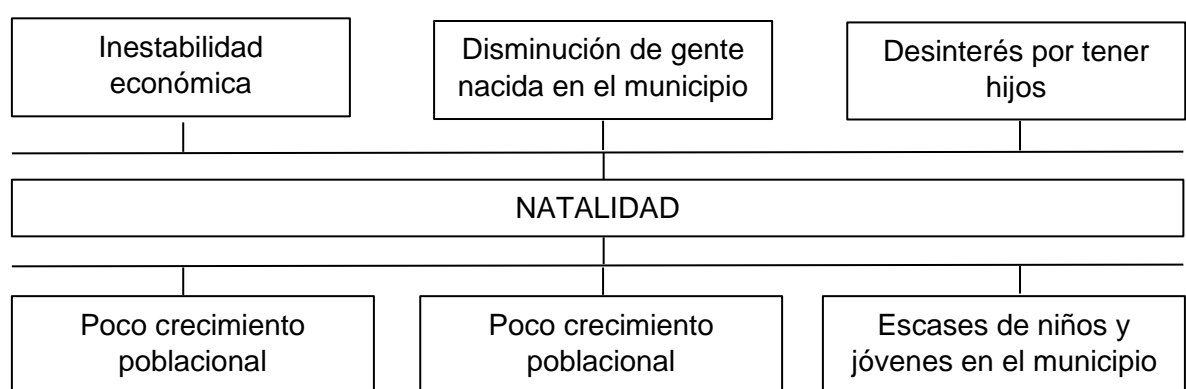 Inestabilidad
económica
Disminución de gente
nacida en el municipio
Desinterés por tener
hijos
NATALIDAD
Poco crecimiento
poblacional
Poco crecimiento
poblacional
Escases de niños y
jóvenes en el municipio